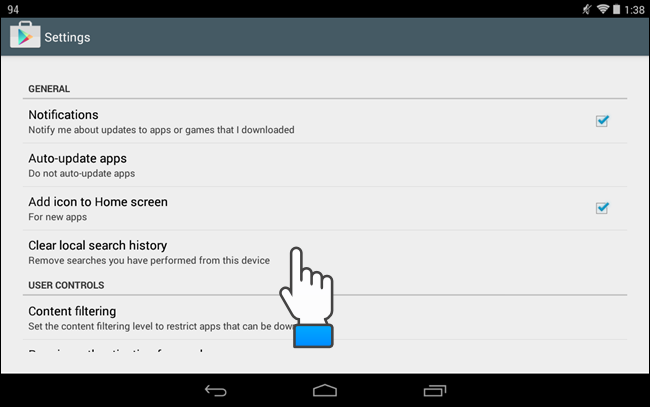 94
1:38
Settings
GENERAL
Notifications
Notify me about updates to apps or games that I downloaded
Auto-update apps
Do not auto-update apps
Add icon to Home screen
For new apps
Clear local search history
Remove searches you have performed from this device
USER CONTROLS
Content filtering
Set the content filtering level to restrict apps that can be